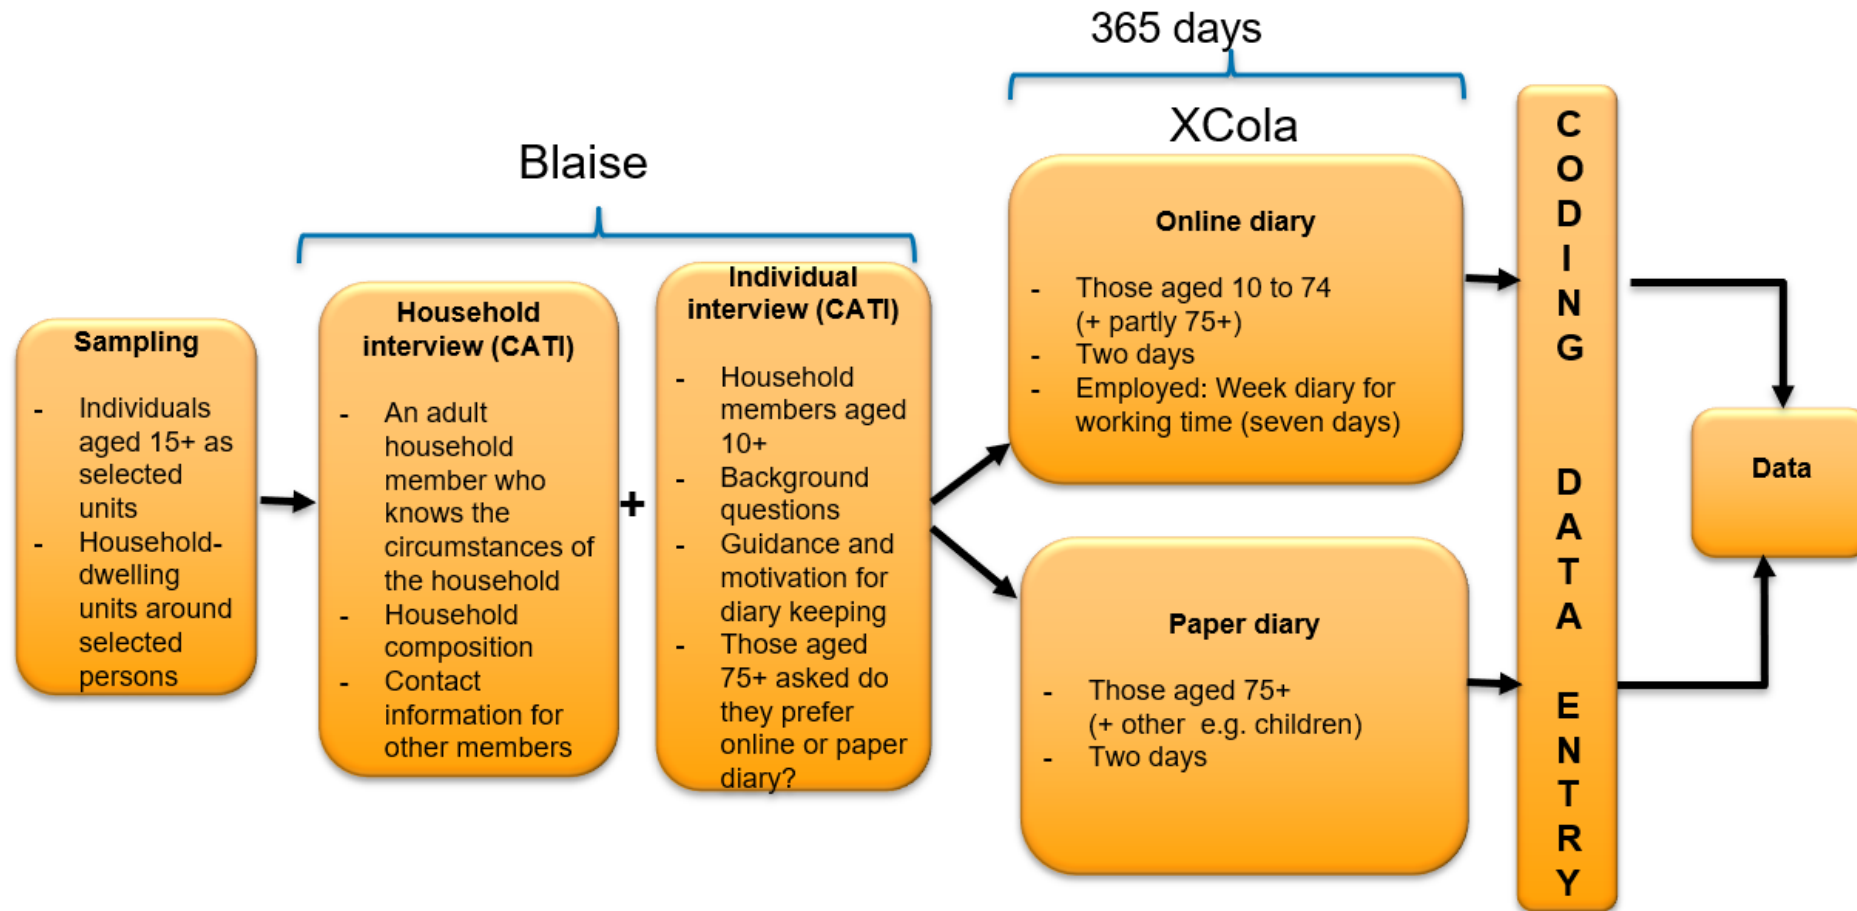 365 days
XCola
Blaise
Sampling
- Individuals
aged 15+ as
selected
units
- Household-
dwelling
units around
selected
persons
Household
interview (CATI)
- An adult
household
member who
knows the
circumstances of
the household
- Household
composition
- Contact
information for
other members
+
Individual
interview (CATI)
- Household
members aged
10+
- Background
questions
- Guidance and
motivation for
diary keeping
- Those aged
75+ asked do
they prefer
online or paper
diary?
Online diary
- Those aged 10 to 74
(+ partly 75+)
- Two days
- Employed: Week diary for
working time (seven days)
Paper diary
- Those aged 75+
(+ other e.g. children)
- Two days
CODING DATA ENTRY
Data